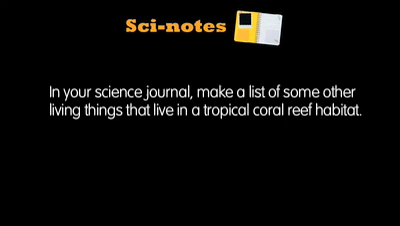 Sci-notes
In your science journal, make a list of some other
living things that live in a tropical coral reef habitat.